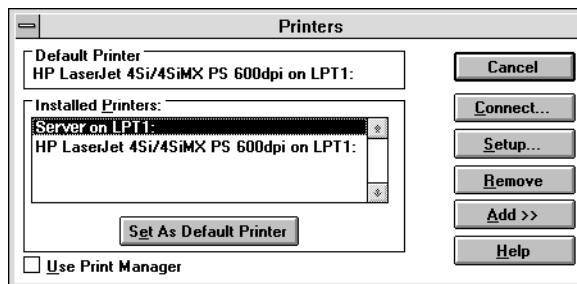 Printers
Default Printer
HP LaserJet 4Si/4SiMX PS 600dpi on LPT1:
Installed Printers:
Server on LPT1:
HP LaserJet 4Si/4SiMX PS 600dpi on LPT1:
Set As Default Printer
Use Print Manager
Cancel
Connect...
Setup...
Remove
Add >>
Help